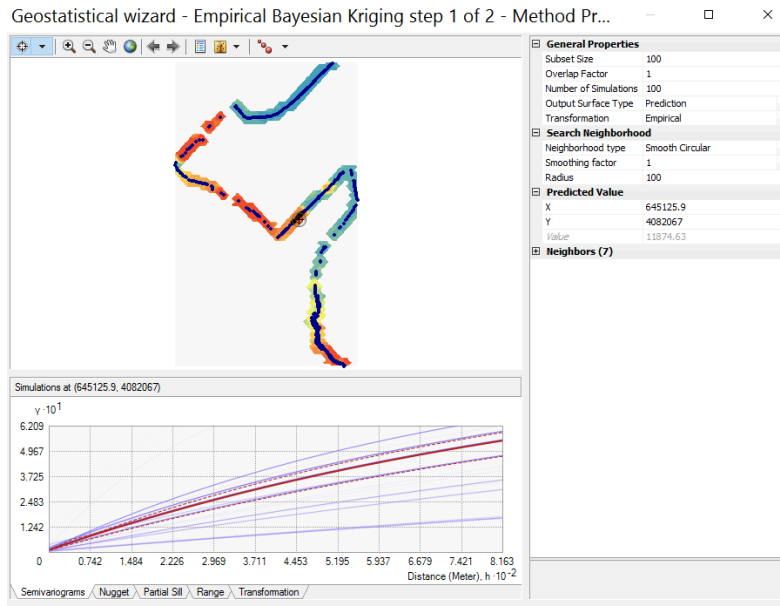 Geostatistical wizard - Empirical Bayesian Kriging step 1 of 2 - Method Pr...
General Properties
Subset Size 100
Overlap Factor 1
Number of Simulations 100
Output Surface Type Prediction
Transformation Empirical
Search Neighborhood
Neighborhood type Smooth Circular
Smoothing factor 1
Radius 100
Predicted Value
X 645125.9
Y 4082067
Value 11874.63
Neighbors (7)
Simulations at (645125.9, 4082067)
γ ·10¹
6.209
4.967
3.725
2.483
1.242
0 0.742 1.484 2.226 2.969 3.711 4.453 5.195 5.937 6.679 7.421 8.163
Distance (Meter), h ·10⁻²
Semivariograms Nugget Partial Sill Range Transformation